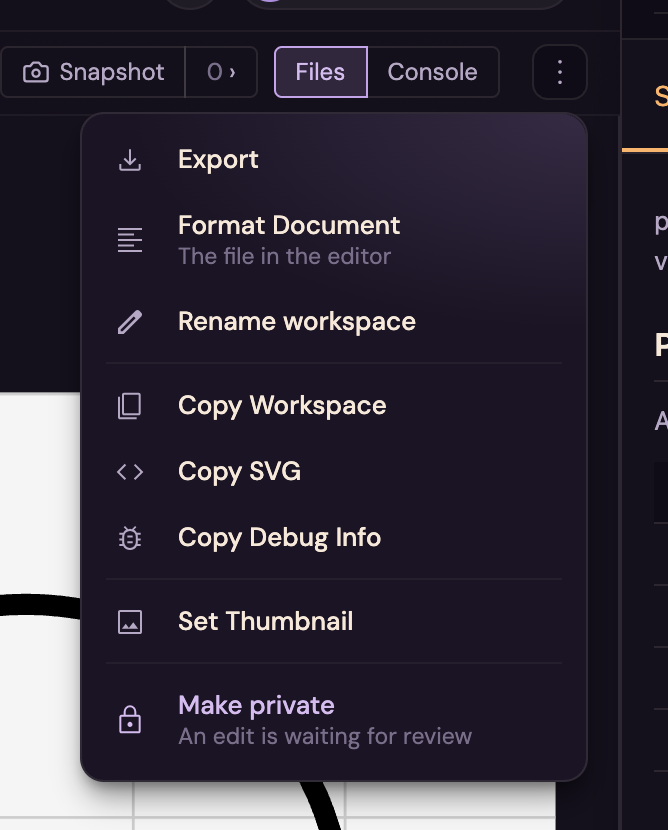 Snapshot
0 ›
Files
Console
S
Export
Format Document
The file in the editor
Rename workspace
Copy Workspace
Copy SVG
Copy Debug Info
Set Thumbnail
Make private
An edit is waiting for review
p
v
P
A